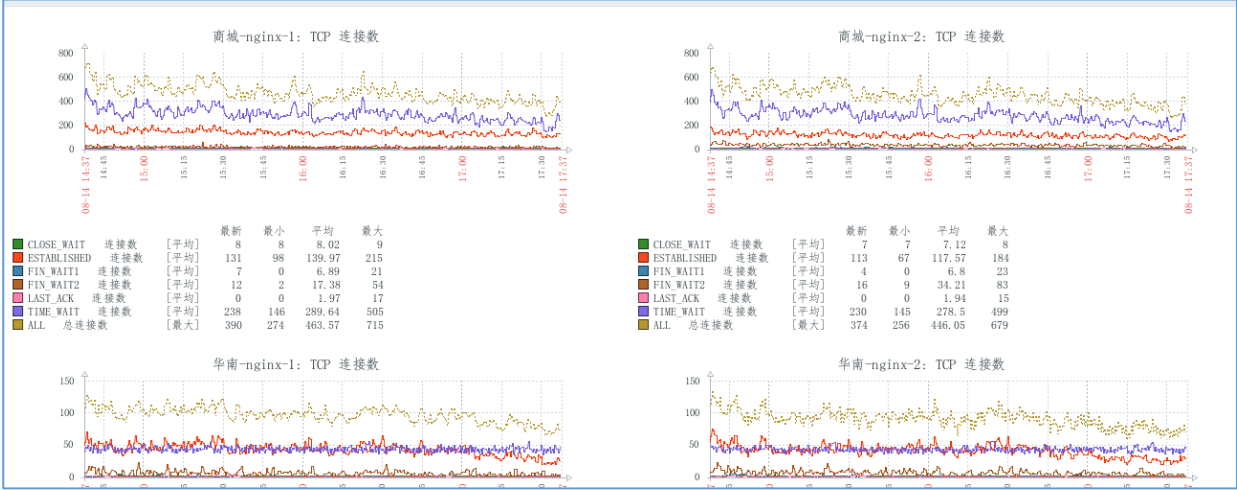 商城-nginx-1: TCP 连接数
800
600
400
200
0
08-14 14:37
14:45
15:00
15:15
15:30
15:45
16:00
16:15
16:30
16:45
17:00
17:15
17:30
08-14 17:37
最新 最小 平均 最大
CLOSE_WAIT 连接数 [平均] 8 8 8.02 9
ESTABLISHED 连接数 [平均] 131 98 139.97 215
FIN_WAIT1 连接数 [平均] 7 0 6.89 21
FIN_WAIT2 连接数 [平均] 12 2 17.38 54
LAST_ACK 连接数 [平均] 0 0 1.97 17
TIME_WAIT 连接数 [平均] 238 146 289.64 505
ALL 总连接数 [最大] 390 274 463.57 715
商城-nginx-2: TCP 连接数
800
600
400
200
0
08-14 14:37
14:45
15:00
15:15
15:30
15:45
16:00
16:15
16:30
16:45
17:00
17:15
17:30
08-14 17:37
最新 最小 平均 最大
CLOSE_WAIT 连接数 [平均] 7 7 7.12 8
ESTABLISHED 连接数 [平均] 113 67 117.57 184
FIN_WAIT1 连接数 [平均] 4 0 6.8 23
FIN_WAIT2 连接数 [平均] 16 9 34.21 83
LAST_ACK 连接数 [平均] 0 0 1.94 15
TIME_WAIT 连接数 [平均] 230 145 278.5 499
ALL 总连接数 [最大] 374 256 446.05 679
华南-nginx-1: TCP 连接数
150
100
50
0
华南-nginx-2: TCP 连接数
150
100
50
0